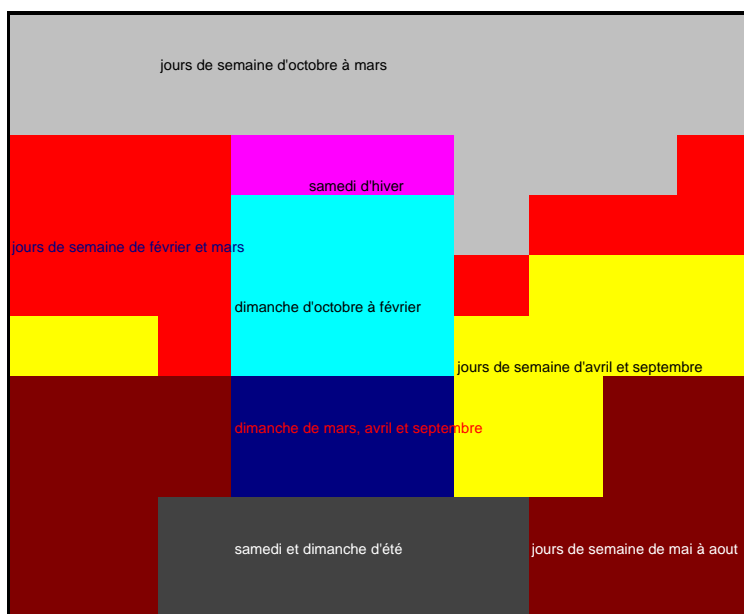 jours de semaine d'octobre à mars
samedi d'hiver
jours de semaine de février et mars
dimanche d'octobre à février
jours de semaine d'avril et septembre
dimanche de mars, avril et septembre
samedi et dimanche d'été
jours de semaine de mai à aout